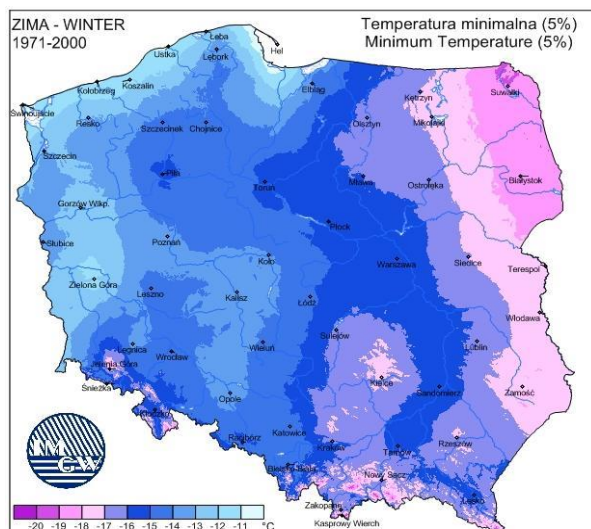 ZIMA - WINTER
1971-2000
Temperatura minimalna (5%)
Minimum Temperature (5%)
Łeba
Hel
Ustka
Lębork
Koszalin
Kołobrzeg
Elbląg
Kętrzyn
Suwałki
Świnoujście
Resko
Szczecinek
Chojnice
Olsztyn
Mikołajki
Szczecin
Piła
Toruń
Mława
Ostrołęka
Białystok
Gorzów Wlkp.
Płock
Słubice
Poznań
Koło
Warszawa
Siedlce
Terespol
Zielona Góra
Leszno
Kalisz
Łódź
Włodawa
Legnica
Wrocław
Wieluń
Sulejów
Lublin
Jelenia Góra
Śnieżka
Kielce
Sandomierz
Zamość
Kłodzko
Opole
Racibórz
Katowice
Kraków
Tarnów
Rzeszów
Bielsko-Biała
Nowy Sącz
Lesko
Zakopane
Kasprowy Wierch
IMGW
-20 -19 -18 -17 -16 -15 -14 -13 -12 -11 °C